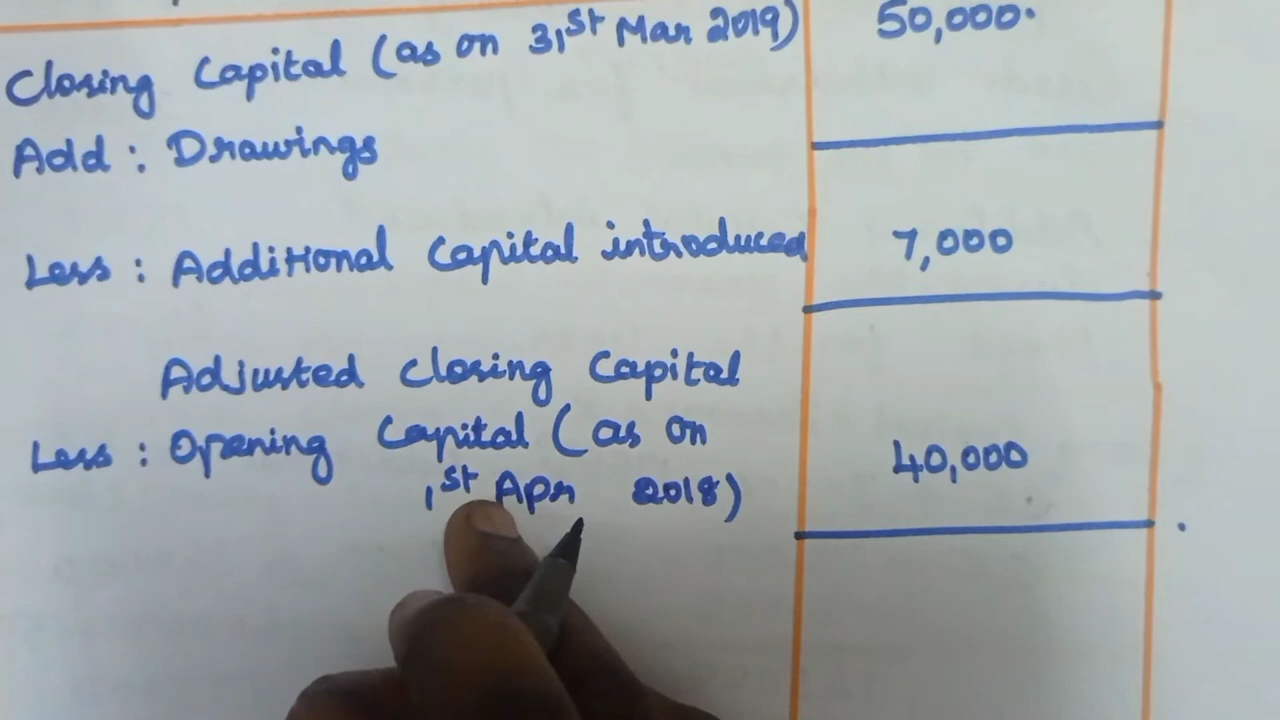 Closing Capital (as on 31st Mar 2019) 50,000.
Add : Drawings
Less : Additional Capital introduced 7,000
Adjusted closing Capital
Less : Opening Capital (as on 40,000
1st Apr 2018)